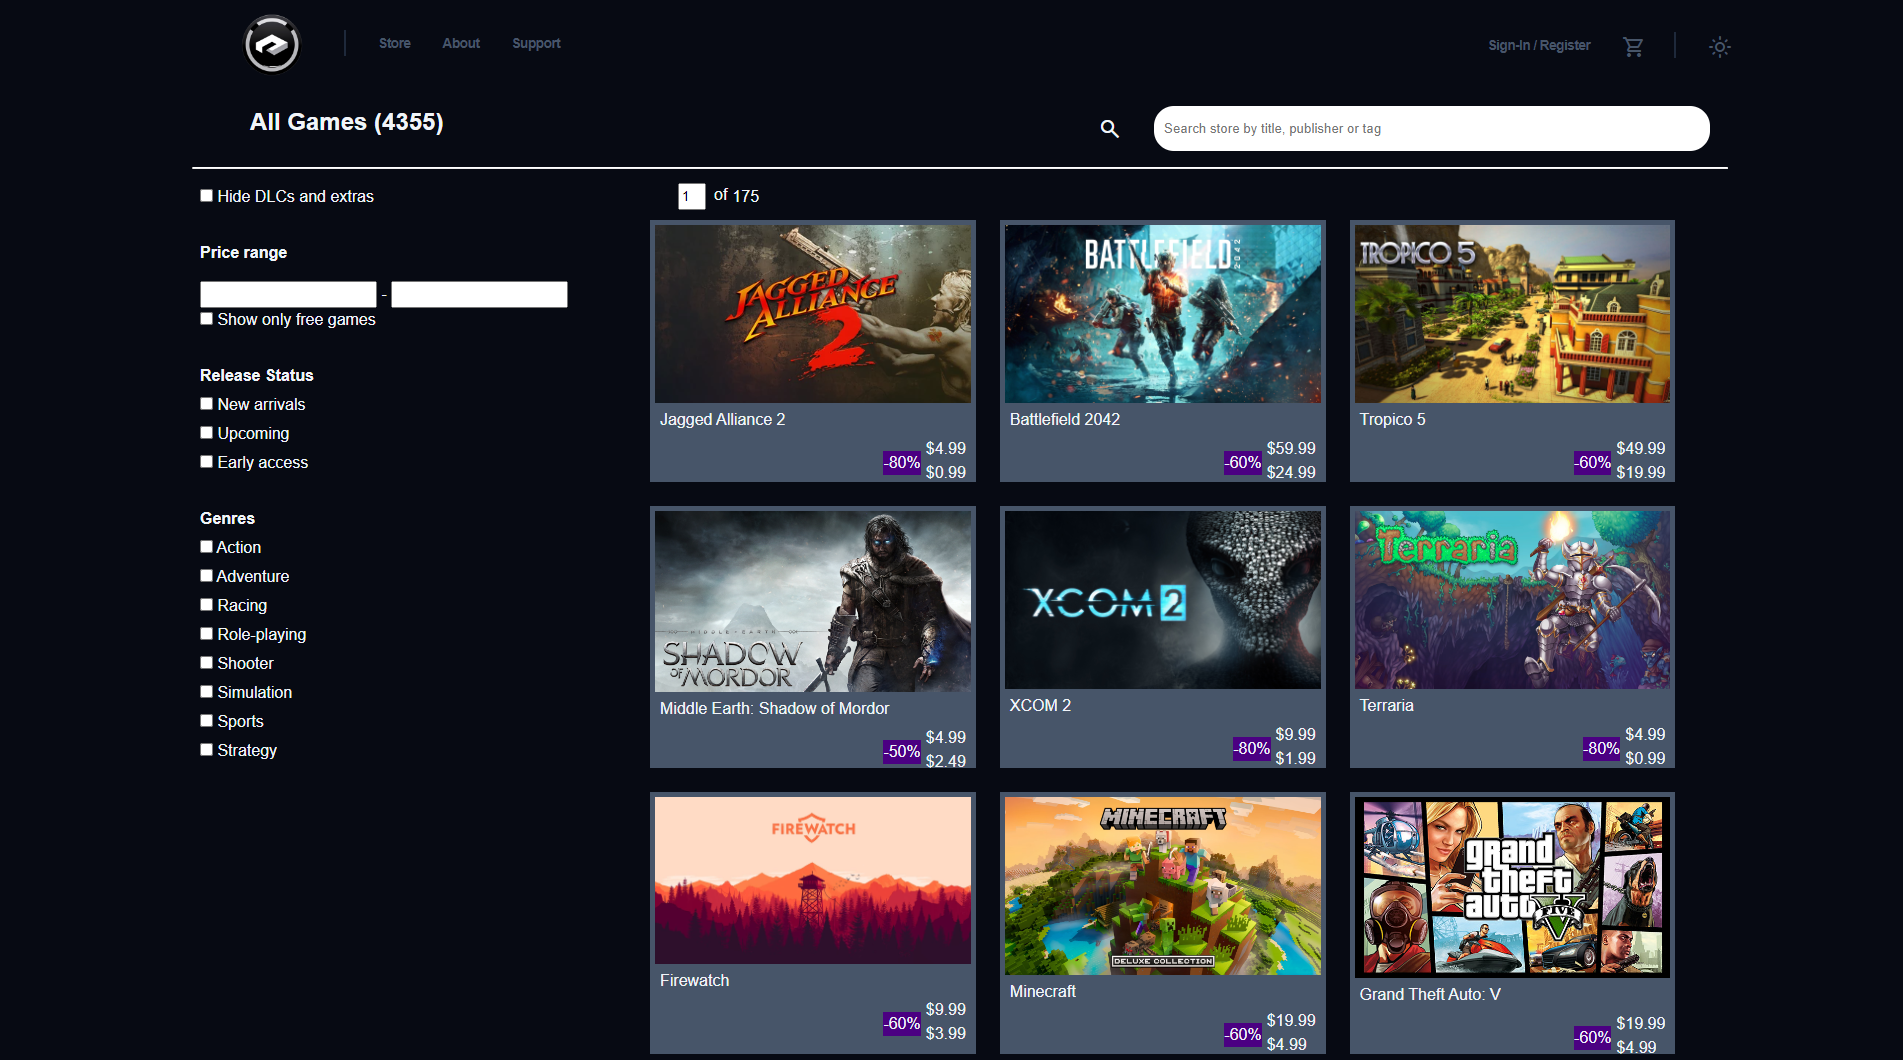 Store
About
Support
Sign-In / Register
All Games (4355)
Search store by title, publisher or tag
Hide DLCs and extras
1 of 175
Price range
-
Show only free games
Release Status
New arrivals
Upcoming
Early access
Genres
Action
Adventure
Racing
Role-playing
Shooter
Simulation
Sports
Strategy
JAGGED
ALLIANCE
2
Jagged Alliance 2
$4.99
-80%
$0.99
BATTLEFIELD 2042
Battlefield 2042
$59.99
-60%
$24.99
TROPICO 5
Tropico 5
$49.99
-60%
$19.99
MIDDLE-EARTH
SHADOW
OF MORDOR
Middle Earth: Shadow of Mordor
$4.99
-50%
$2.49
XCOM 2
XCOM 2
$9.99
-80%
$1.99
Terraria
Terraria
$4.99
-80%
$0.99
FIREWATCH
Firewatch
$9.99
-60%
$3.99
MINECRAFT
DELUXE COLLECTION
Minecraft
$19.99
-60%
$4.99
grand
theft
auto V
FIVE
Grand Theft Auto: V
$19.99
-60%
$4.99